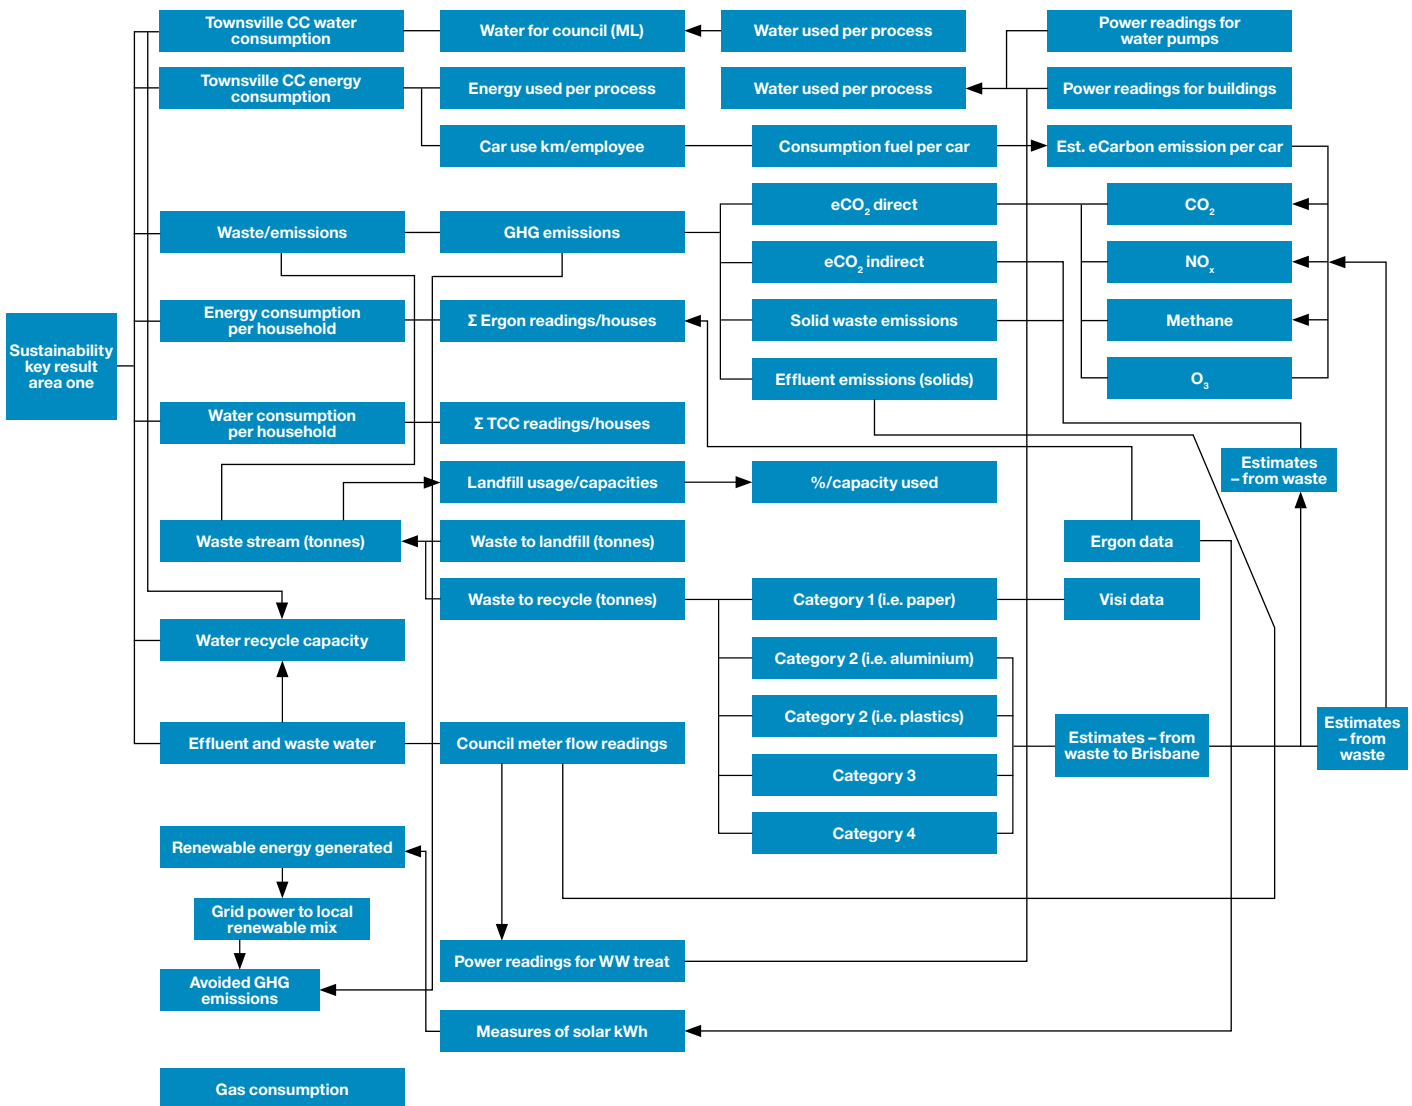 Townsville CC water
consumption
Water for council (ML)
Water used per process
Power readings for
water pumps
Townsville CC energy
consumption
Energy used per process
Water used per process
Power readings for buildings
Car use km/employee
Consumption fuel per car
Est. eCarbon emission per car
eCO₂ direct
CO₂
Waste/emissions
GHG emissions
eCO₂ indirect
NOₓ
Energy consumption
per household
Σ Ergon readings/houses
Solid waste emissions
Methane
Sustainability
key result
area one
Effluent emissions (solids)
O₃
Water consumption
per household
Σ TCC readings/houses
Landfill usage/capacities
%/capacity used
Estimates
– from waste
Waste stream (tonnes)
Waste to landfill (tonnes)
Ergon data
Waste to recycle (tonnes)
Category 1 (i.e. paper)
Visi data
Water recycle capacity
Category 2 (i.e. aluminium)
Category 2 (i.e. plastics)
Effluent and waste water
Council meter flow readings
Estimates – from
waste to Brisbane
Estimates
– from
waste
Category 3
Category 4
Renewable energy generated
Grid power to local
renewable mix
Power readings for WW treat
Avoided GHG
emissions
Measures of solar kWh
Gas consumption